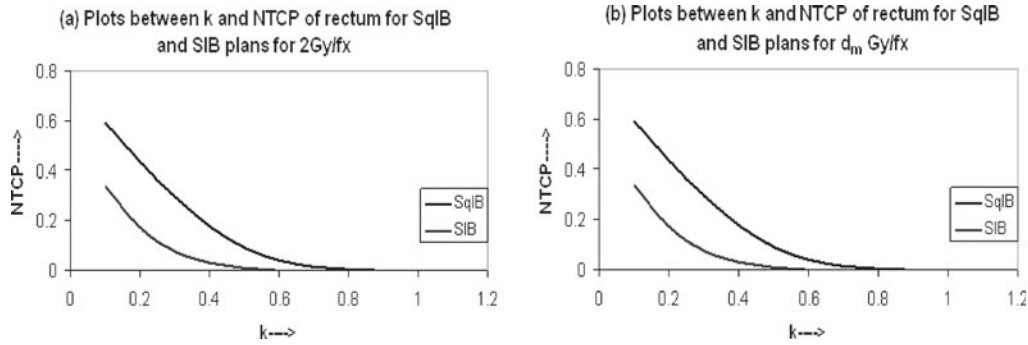 (a) Plots between k and NTCP of rectum for SqIB
and SIB plans for 2Gy/fx
0.8
0.6
0.4
0.2
0
NTCP---->
0 0.2 0.4 0.6 0.8 1 1.2
k---->
SqIB
SIB
(b) Plots between k and NTCP of rectum for SqIB
and SIB plans for dm Gy/fx
0.8
0.6
0.4
0.2
0
NTCP---->
0 0.2 0.4 0.6 0.8 1 1.2
k---->
SqIB
SIB